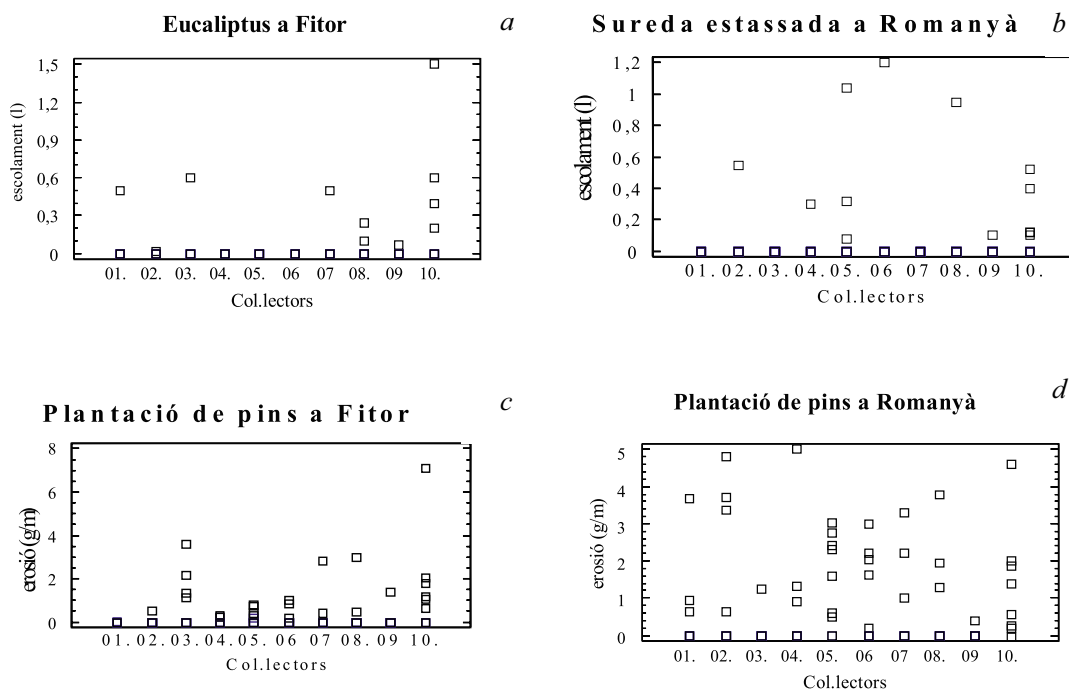 Eucaliptus a Fitor
a
escolament (l)
1,5
1,2
0,9
0,6
0,3
0
01. 02. 03. 04. 05. 06 07 08. 09 10.
Col.lectors
Sureda estassada a Romanyà
b
escolament (l)
1,2
1
0,8
0,6
0,4
0,2
0
01. 02. 03. 04. 05. 06 07 08. 09 10.
Col.lectors
Plantació de pins a Fitor
c
erosió (g/m)
8
6
4
2
0
01. 02. 03. 04. 05. 06 07 08. 09 10.
Col.lectors
Plantació de pins a Romanyà
d
erosió (g/m)
5
4
3
2
1
0
01. 02. 03. 04. 05. 06 07 08. 09 10.
Col.lectors